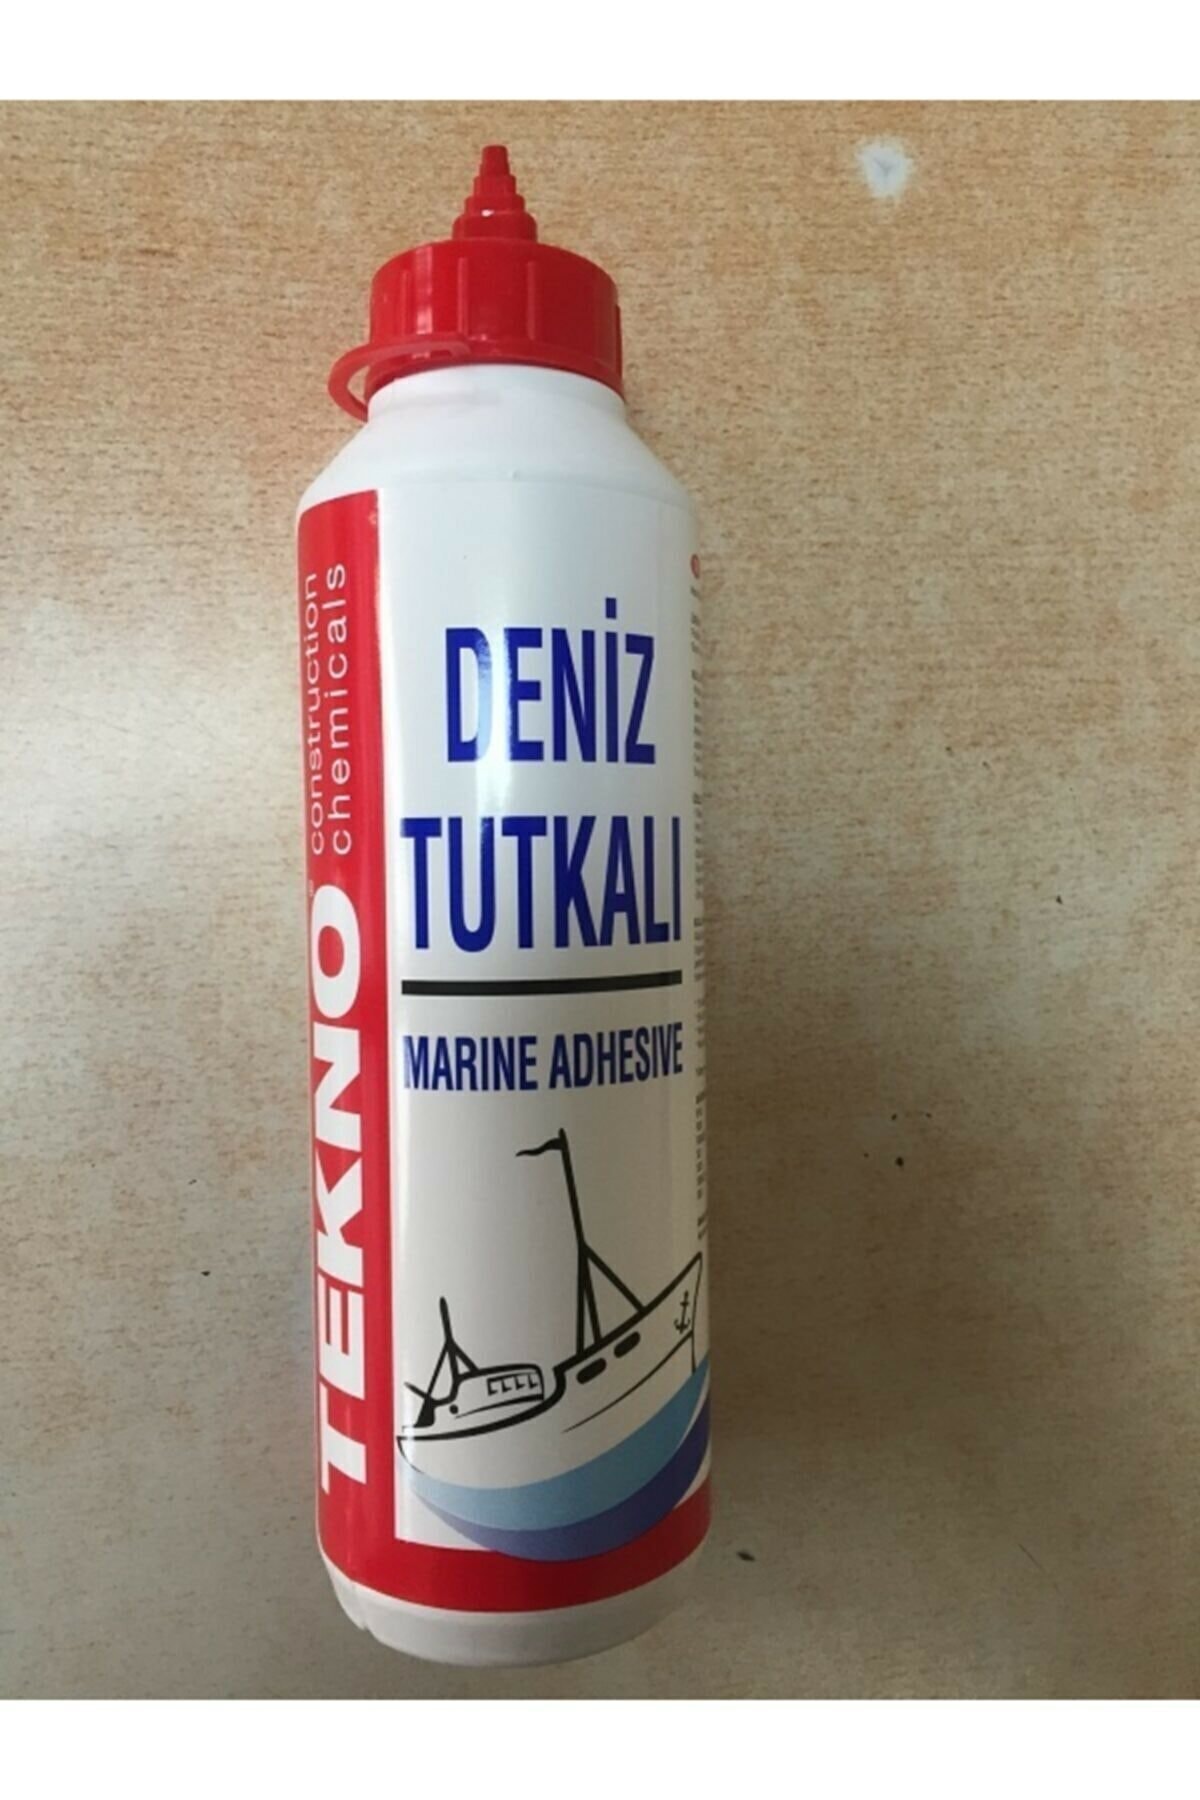 DENİZ
TUTKALI
MARINE ADHESIVE
TEKNO
construction
chemicals